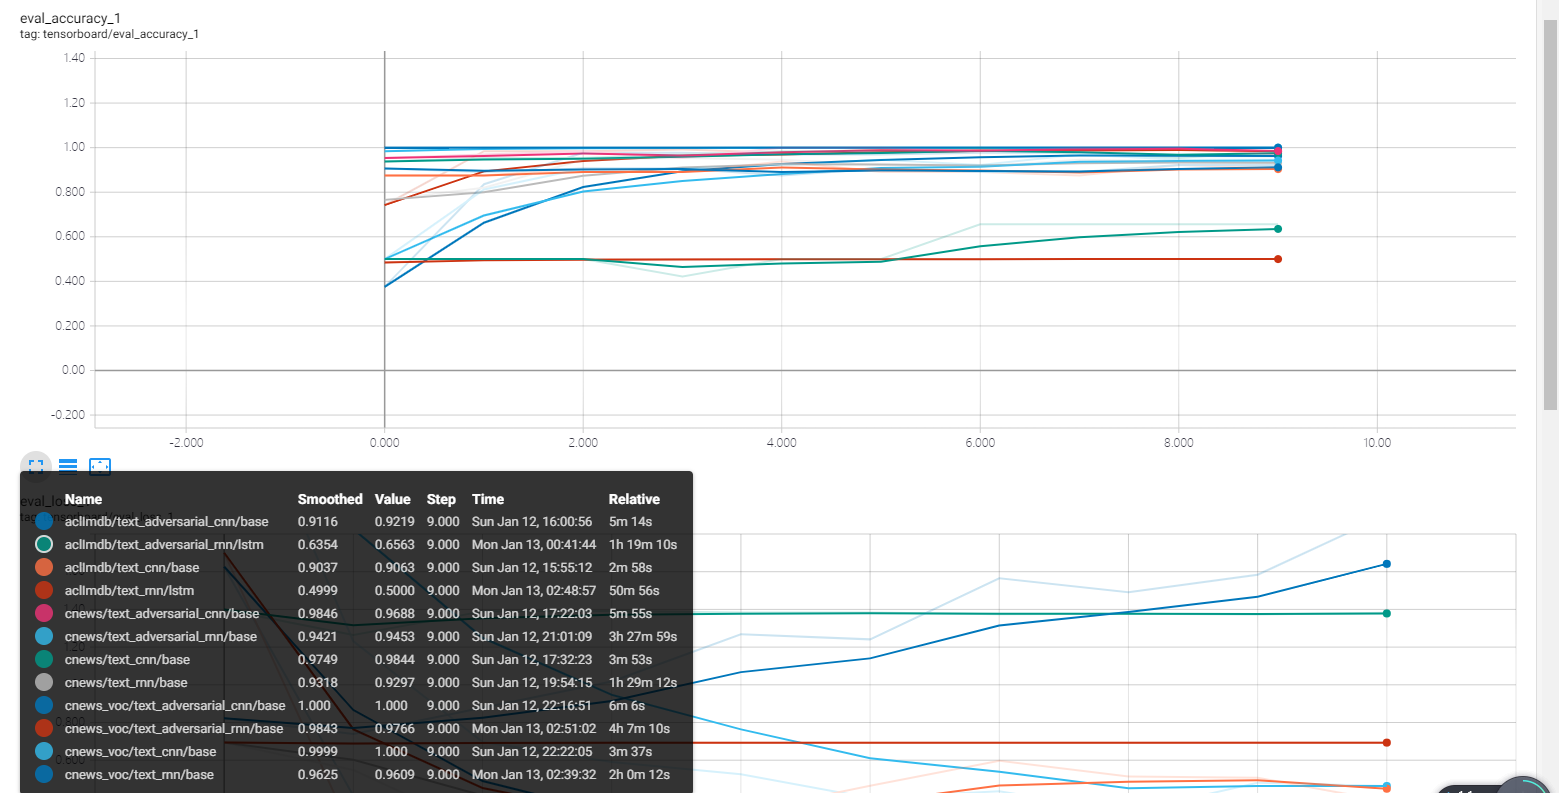 eval_accuracy_1
tag: tensorboard/eval_accuracy_1
1.40
1.20
1.00
0.800
0.600
0.400
0.200
0.00
-0.200
-2.000 0.000 2.000 4.000 6.000 8.000 10.00
Name Smoothed Value Step Time Relative
aclImdb/text_adversarial_cnn/base 0.9116 0.9219 9.000 Sun Jan 12, 16:00:56 5m 14s
aclImdb/text_adversarial_rnn/lstm 0.6354 0.6563 9.000 Mon Jan 13, 00:41:44 1h 19m 10s
aclImdb/text_cnn/base 0.9037 0.9063 9.000 Sun Jan 12, 15:55:12 2m 58s
aclImdb/text_rnn/lstm 0.4999 0.5000 9.000 Mon Jan 13, 02:48:57 50m 56s
cnews/text_adversarial_cnn/base 0.9846 0.9688 9.000 Sun Jan 12, 17:22:03 5m 55s
cnews/text_adversarial_rnn/base 0.9421 0.9453 9.000 Sun Jan 12, 21:01:09 3h 27m 59s
cnews/text_cnn/base 0.9749 0.9844 9.000 Sun Jan 12, 17:32:23 3m 53s
cnews/text_rnn/base 0.9318 0.9297 9.000 Sun Jan 12, 19:54:15 1h 29m 12s
cnews_voc/text_adversarial_cnn/base 1.000 1.000 9.000 Sun Jan 12, 22:16:51 6m 6s
cnews_voc/text_adversarial_rnn/base 0.9843 0.9766 9.000 Mon Jan 13, 02:51:02 4h 7m 10s
cnews_voc/text_cnn/base 0.9999 1.000 9.000 Sun Jan 12, 22:22:05 3m 37s
cnews_voc/text_rnn/base 0.9625 0.9609 9.000 Mon Jan 13, 02:39:32 2h 0m 12s